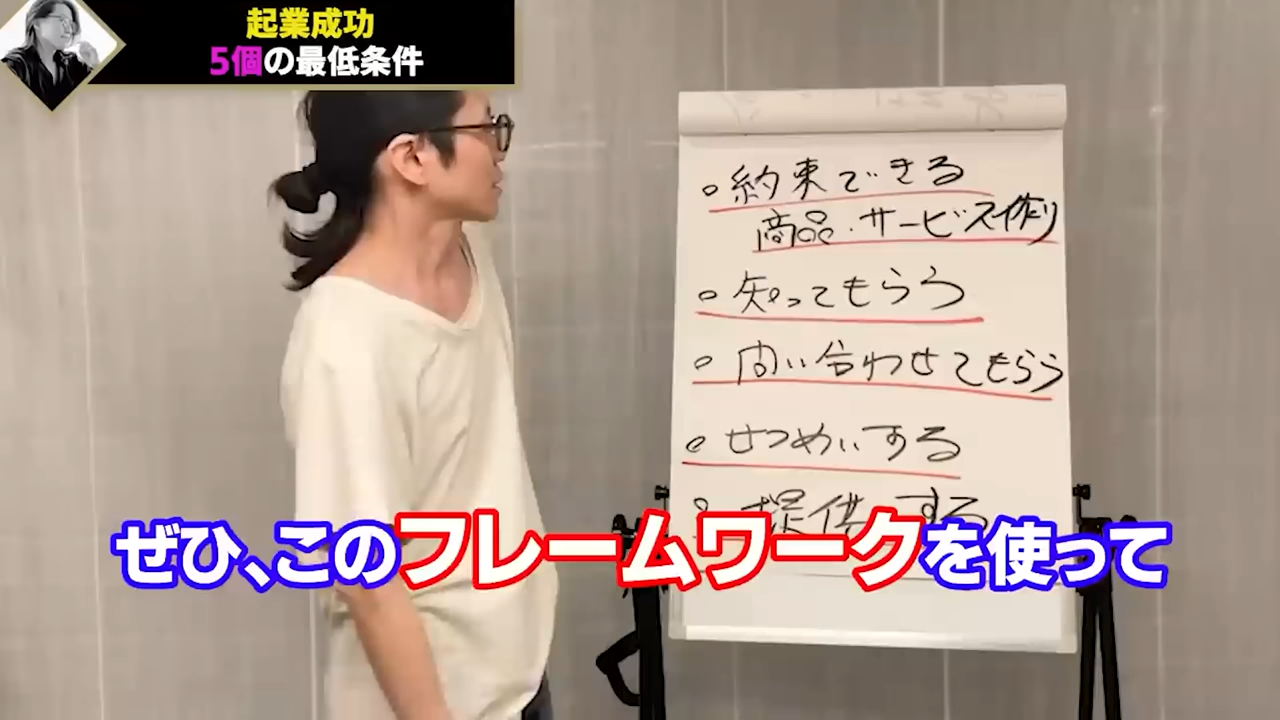 起業成功
5個の最低条件
。約束できる
商品・サービス作り
。知ってもらう
。問い合わせてもらう
。せつめいする
。提供する
ぜひ、このフレームワークを使って